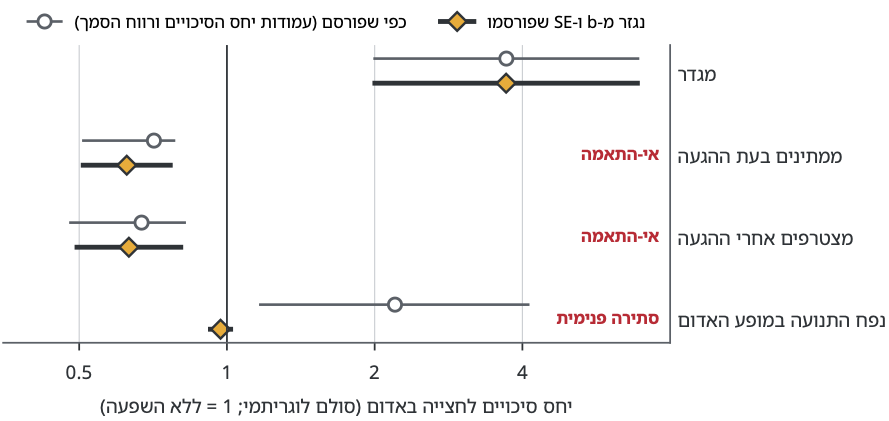 כפי שפורסם (עמודות יחס הסיכויים ורווח הסמך)
נגזר מ-b ו-SE שפורסמו
מגדר
ממתינים בעת ההגעה
אי-התאמה
מצטרפים אחרי ההגעה
אי-התאמה
נפח התנועה במופע האדום
סתירה פנימית
0.5 1 2 4
יחס סיכויים לחצייה באדום (סולם לוגריתמי; 1 = ללא השפעה)